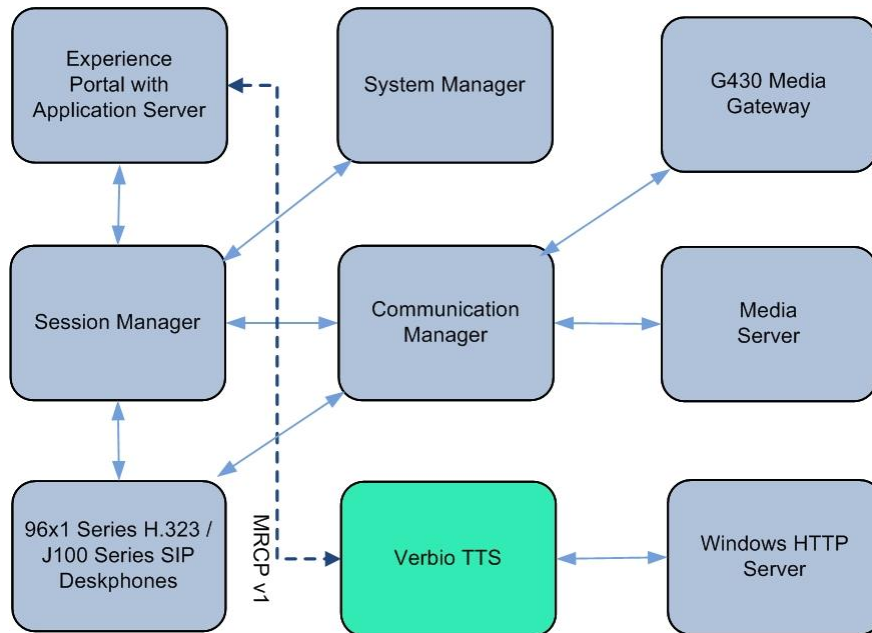 Experience
Portal with
Application Server
System Manager
G430 Media
Gateway
Session Manager
Communication
Manager
Media
Server
96x1 Series H.323 /
J100 Series SIP
Deskphones
MRCP v1
Verbio TTS
Windows HTTP
Server